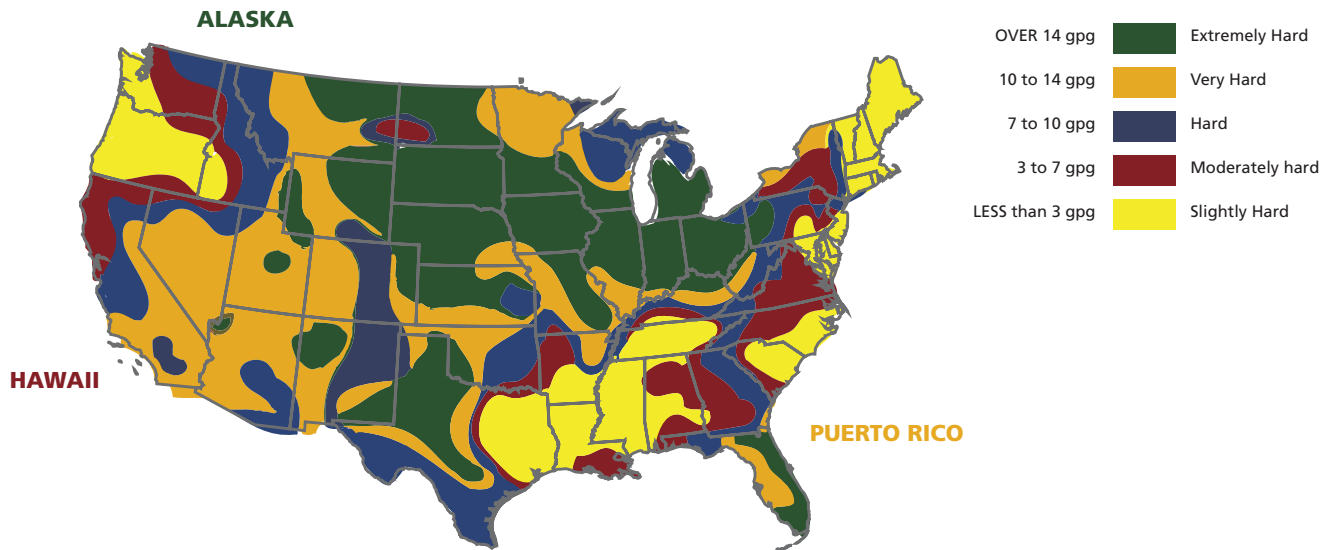 ALASKA
HAWAII
PUERTO RICO
OVER 14 gpg Extremely Hard
10 to 14 gpg Very Hard
7 to 10 gpg Hard
3 to 7 gpg Moderately hard
LESS than 3 gpg Slightly Hard